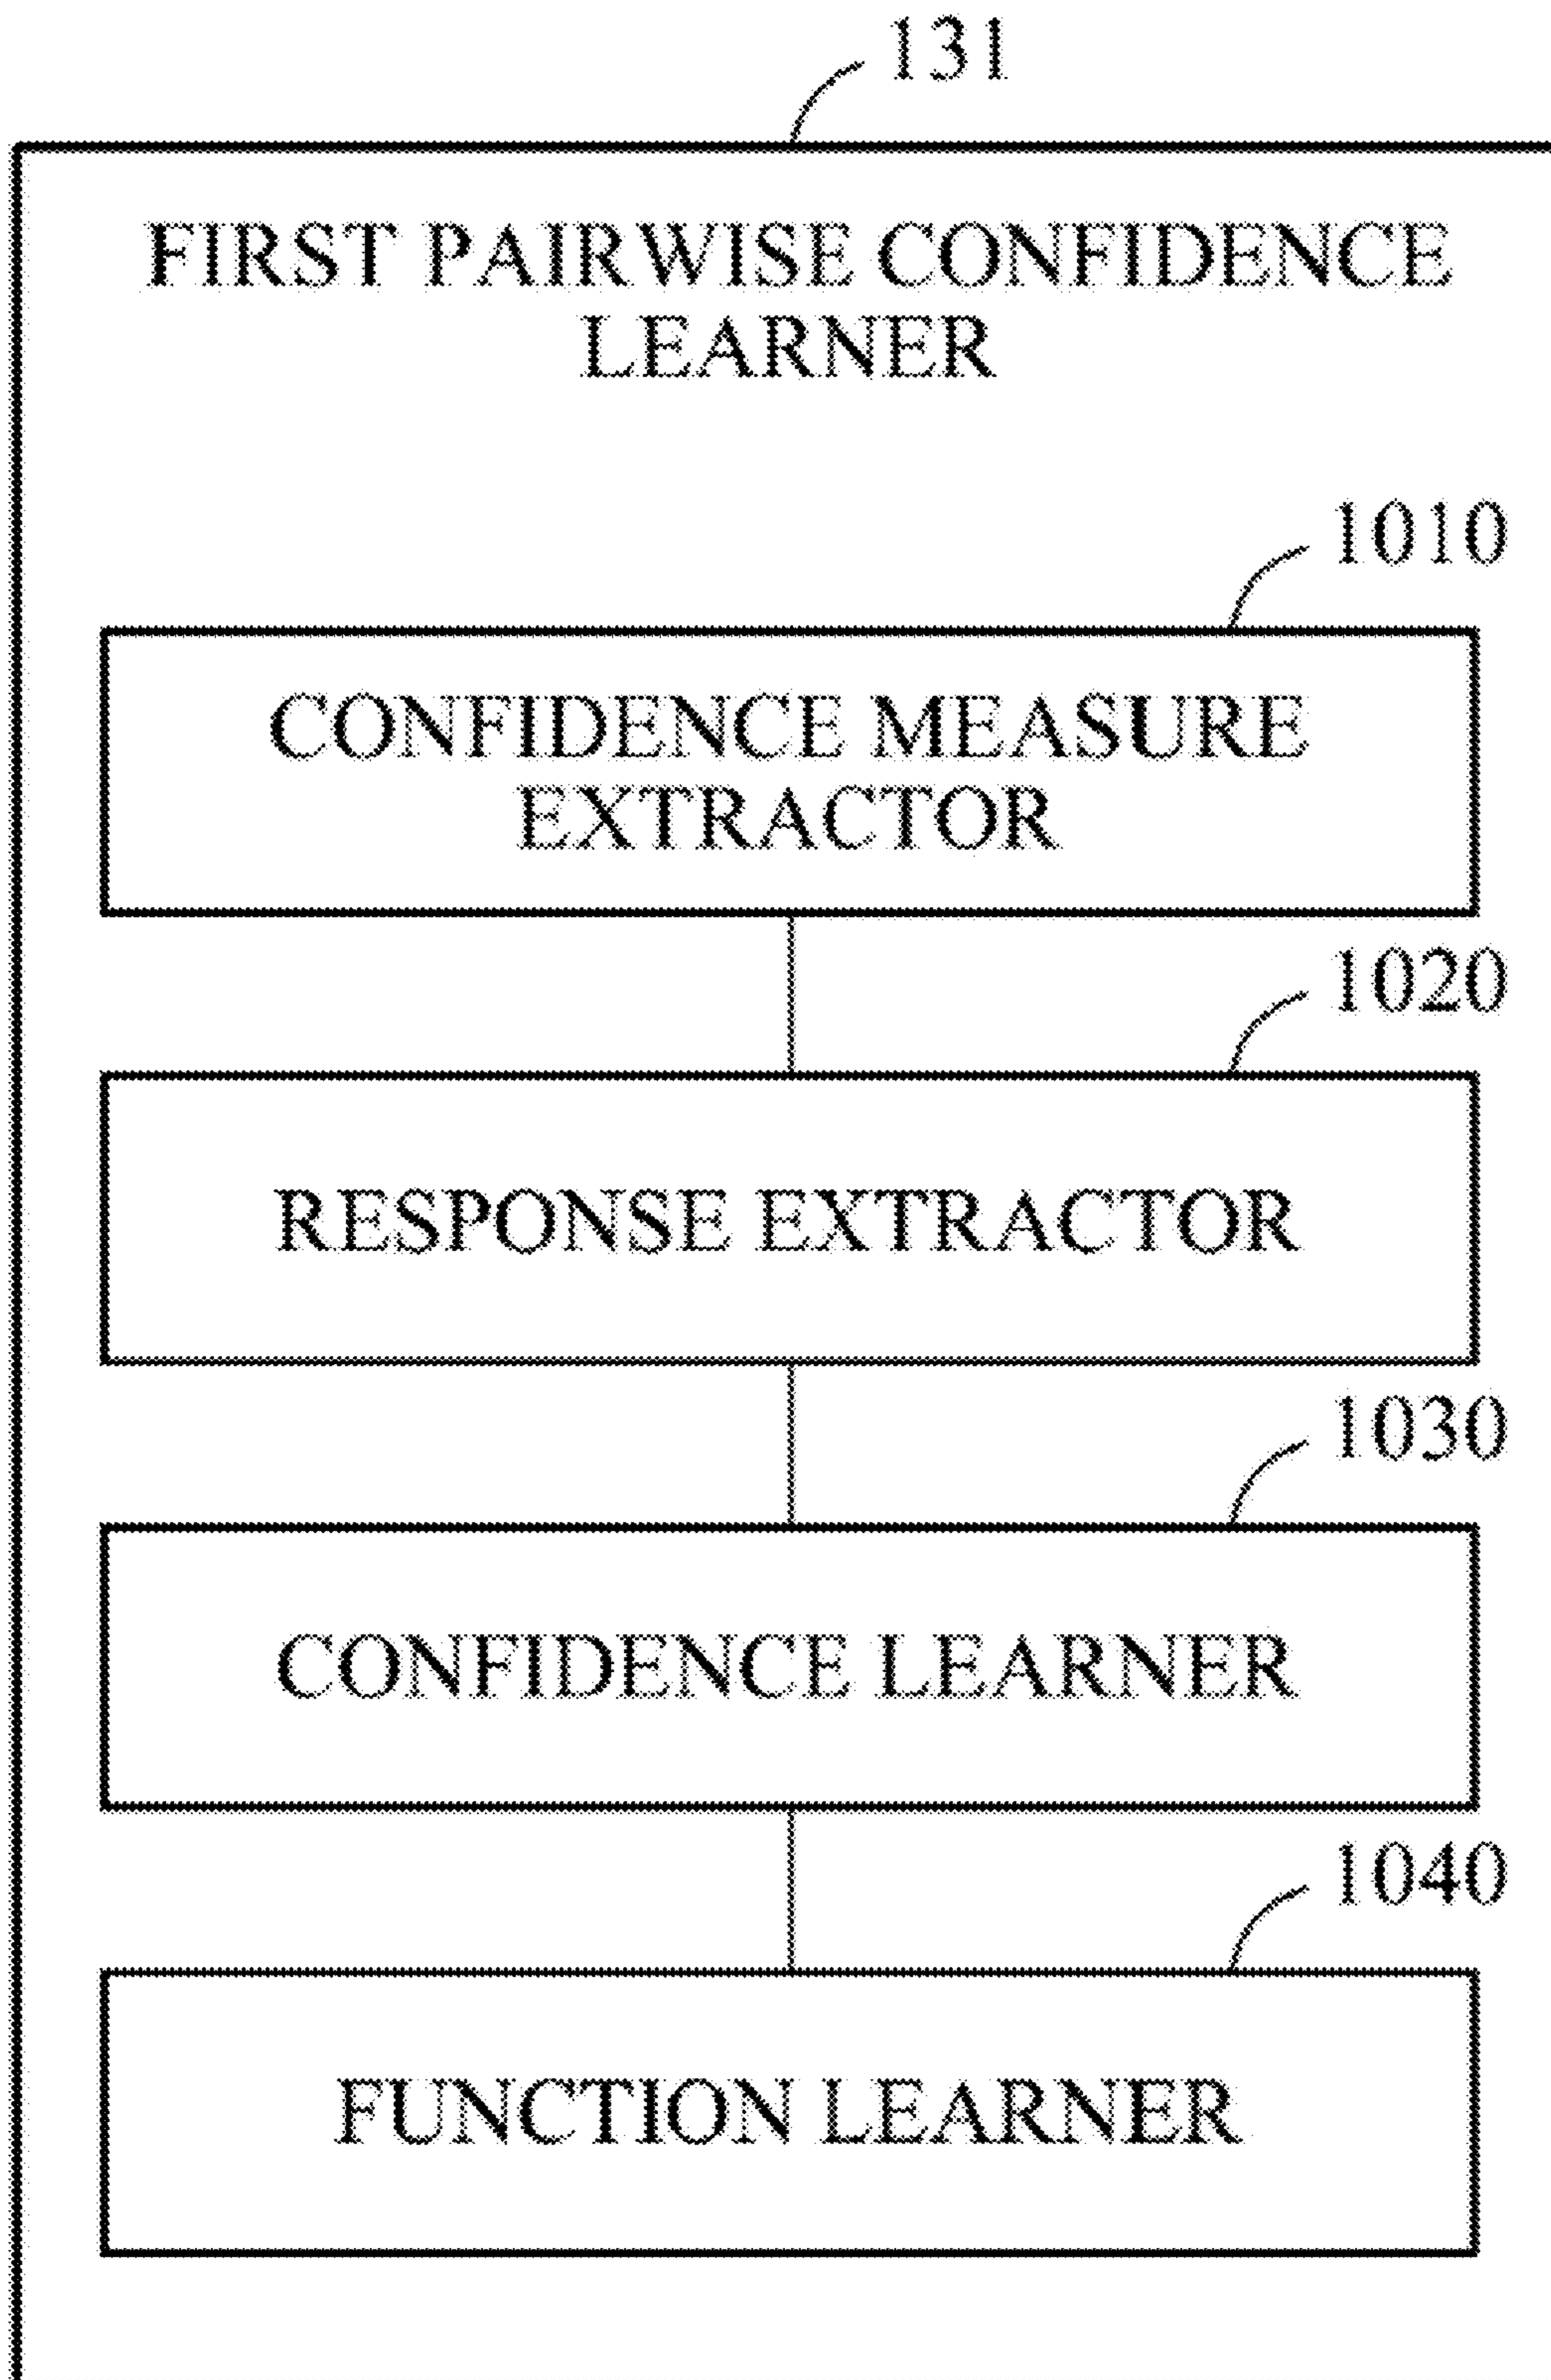 131
FIRST PAIRWISE CONFIDENCE
LEARNER
1010
CONFIDENCE MEASURE
EXTRACTOR
1020
RESPONSE EXTRACTOR
1030
CONFIDENCE LEARNER
1040
FUNCTION LEARNER